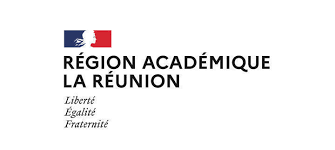 RÉGION ACADÉMIQUE
LA RÉUNION
Liberté
Égalité
Fraternité